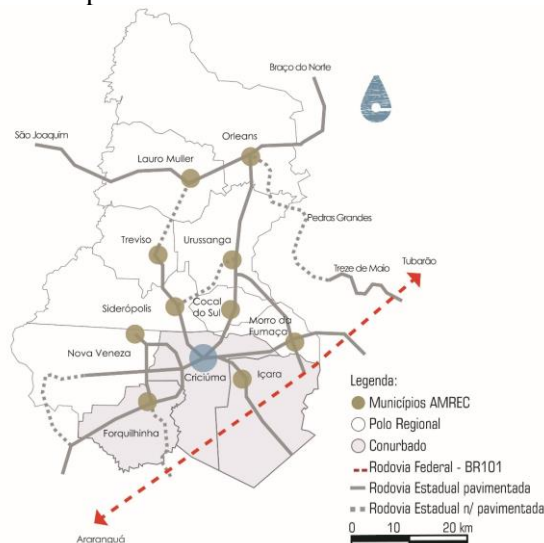 Braço do Norte
São Joaquim
Orleans
Lauro Muller
Pedras Grandes
Treviso
Urussanga
Tubarão
Treze de Maio
Siderópolis
Cocal
do Sul
Morro da
Fumaça
Nova Veneza
Criciúma
Içara
Forquilhinha
Araranguá
Legenda:
Municípios AMREC
Polo Regional
Conurbado
Rodovia Federal - BR101
Rodovia Estadual pavimentada
Rodovia Estadual n/ pavimentada
0 10 20 km